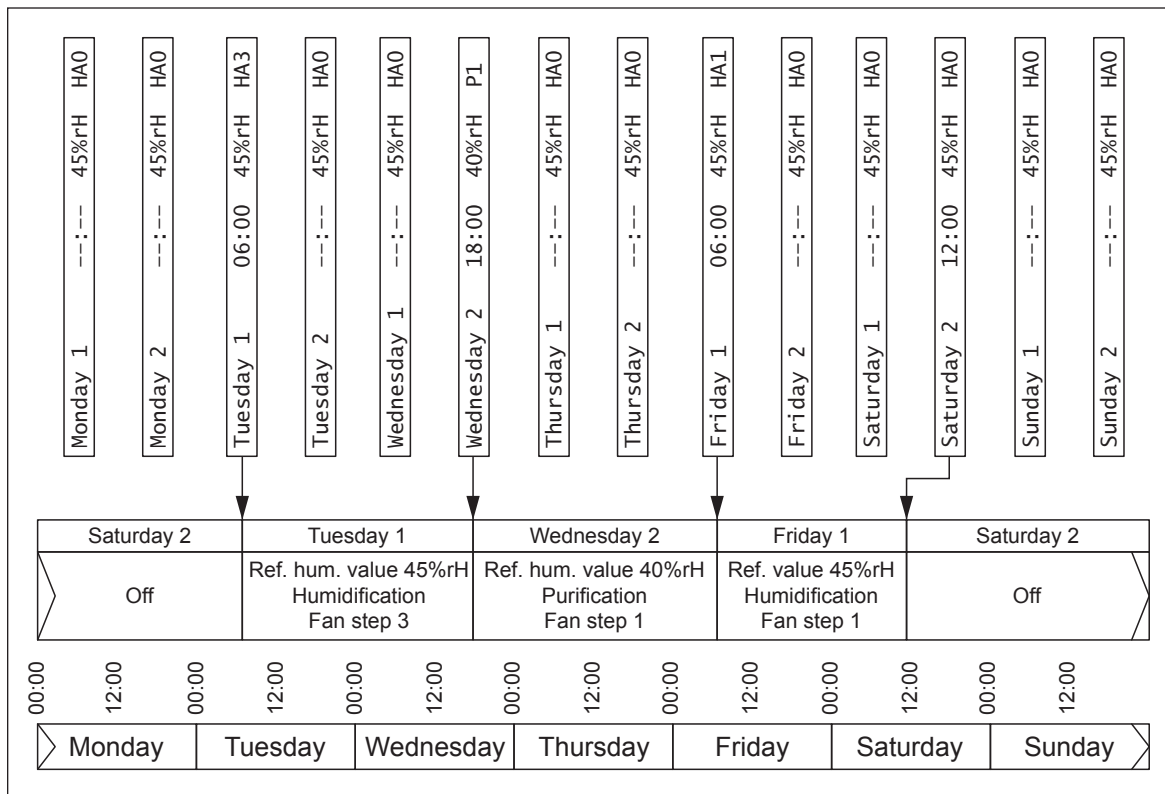 Monday 1 --:-- 45%rH HA0
Monday 2 --:-- 45%rH HA0
Tuesday 1 06:00 45%rH HA3
Tuesday 2 --:-- 45%rH HA0
Wednesday 1 --:-- 45%rH HA0
Wednesday 2 18:00 40%rH P1
Thursday 1 --:-- 45%rH HA0
Thursday 2 --:-- 45%rH HA0
Friday 1 06:00 45%rH HA1
Friday 2 --:-- 45%rH HA0
Saturday 1 --:-- 45%rH HA0
Saturday 2 12:00 45%rH HA0
Sunday 1 --:-- 45%rH HA0
Sunday 2 --:-- 45%rH HA0
Saturday 2 Tuesday 1 Wednesday 2 Friday 1 Saturday 2
Off
Ref. hum. value 45%rH
Humidification
Fan step 3
Ref. hum. value 40%rH
Purification
Fan step 1
Ref. value 45%rH
Humidification
Fan step 1
Off
00:00 12:00 00:00 12:00 00:00 12:00 00:00 12:00 00:00 12:00 00:00 12:00 00:00 12:00
Monday Tuesday Wednesday Thursday Friday Saturday Sunday